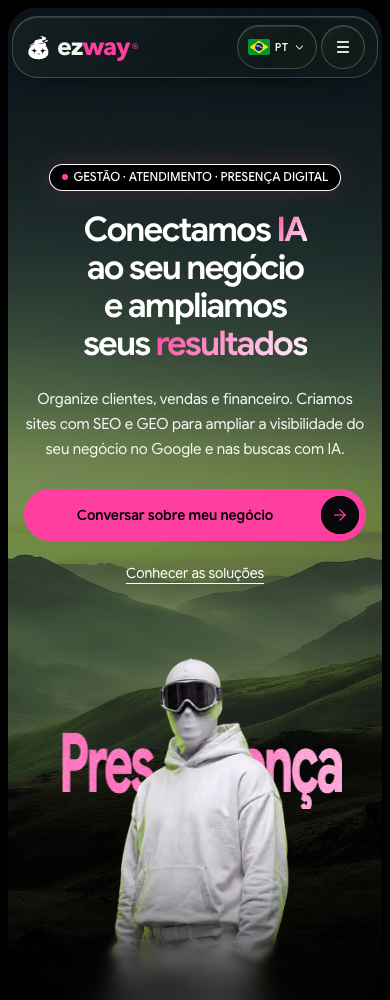 ezway®
PT
GESTÃO · ATENDIMENTO · PRESENÇA DIGITAL
Conectamos IA
ao seu negócio
e ampliamos
seus resultados
Organize clientes, vendas e financeiro. Criamos
sites com SEO e GEO para ampliar a visibilidade do
seu negócio no Google e nas buscas com IA.
Conversar sobre meu negócio
Conhecer as soluções
Pres nça